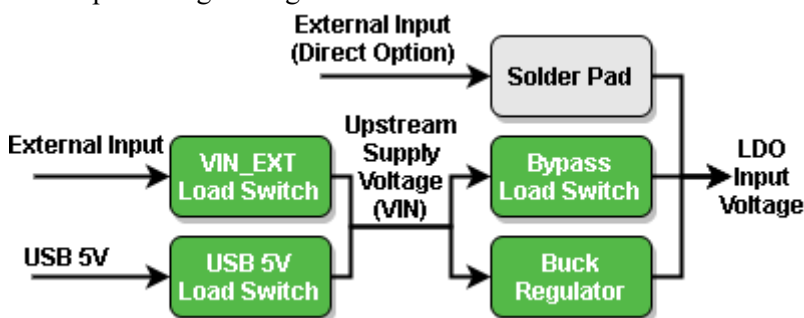 External Input
(Direct Option)
Solder Pad
External Input
VIN_EXT
Load Switch
Upstream
Supply
Voltage
(VIN)
Bypass
Load Switch
LDO
Input
Voltage
USB 5V
USB 5V
Load Switch
Buck
Regulator